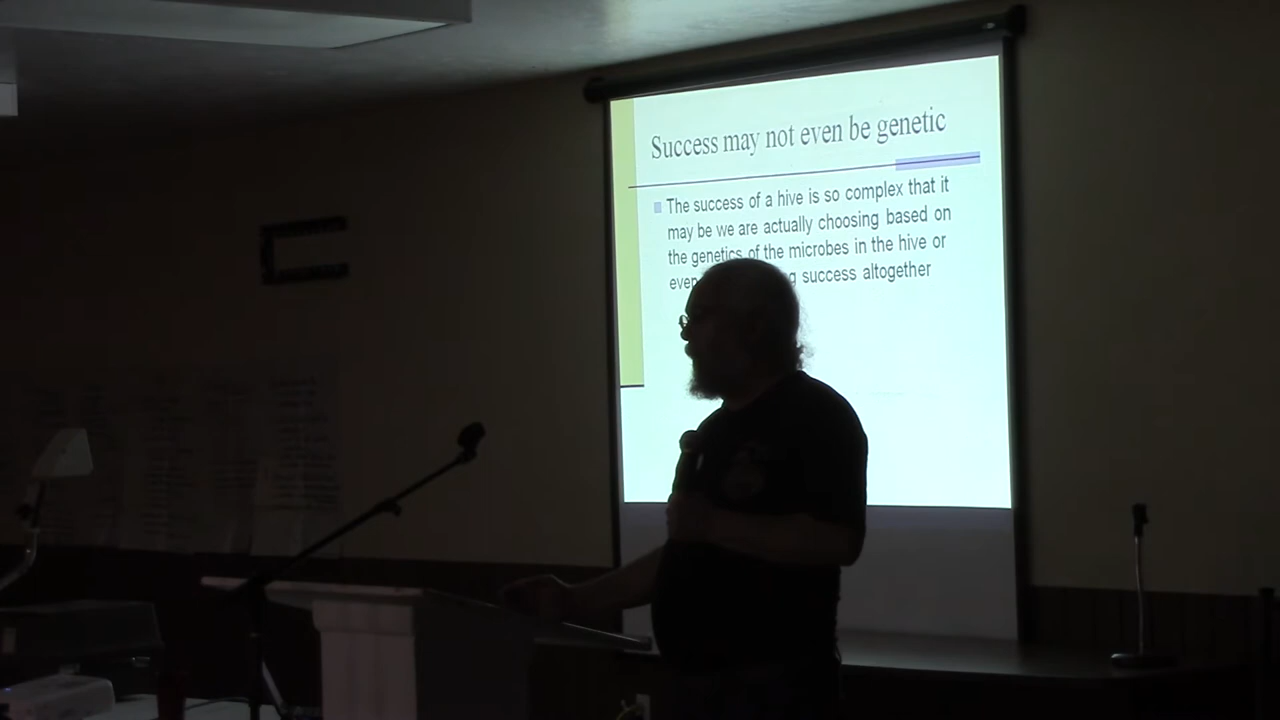 Success may not even be genetic
The success of a hive is so complex that it
may be we are actually choosing based on
the genetics of the microbes in the hive or
even success altogether